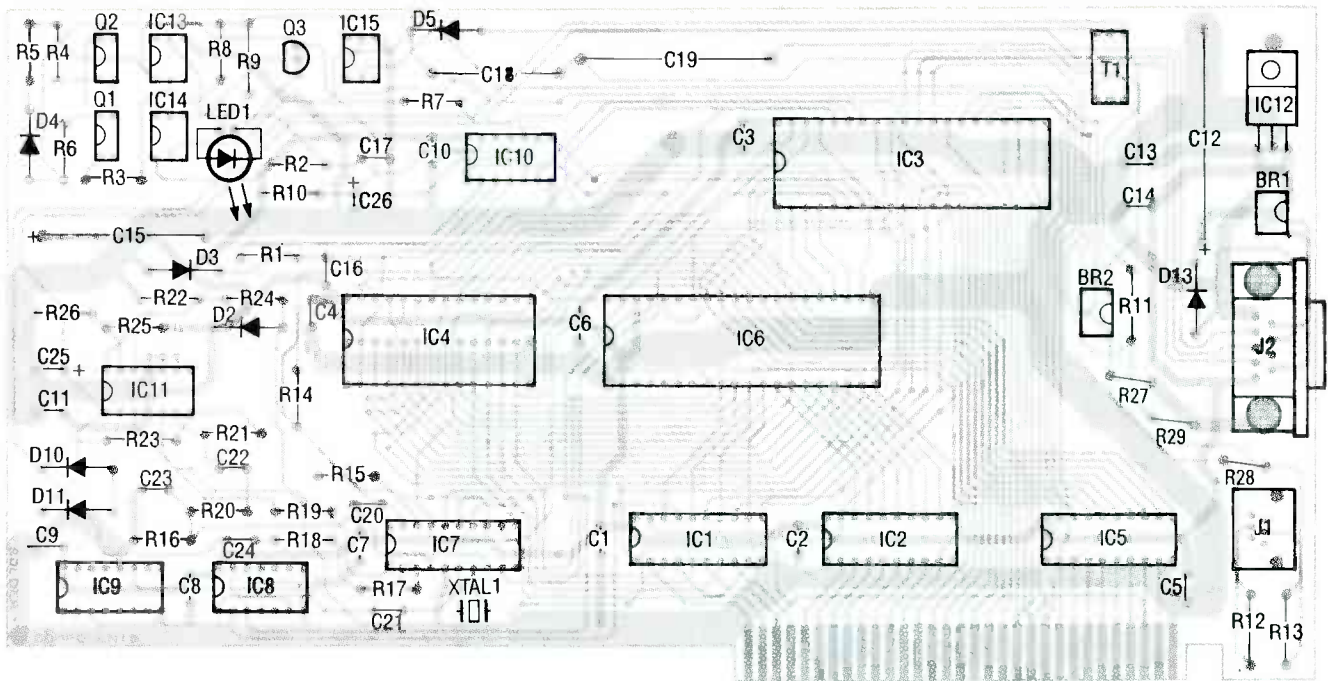 Q2 IC13 Q3 IC15 D5
R5 R4 R8 R9 C18 C19 T1
IC12
Q1 IC14 LED1 R7
D4 R6 C17 C10 IC10 C3 IC3 C13 C12
R3 R2
R10 C26 C14 BR1
C15
D3 R1 C16 D13
R22 R24 BR2 R11
R26 R25 D2 C4 IC4 C6 IC6 J2
C25
C11 IC11 R14 R27
R23 R21 R29
D10 C22 R15 R28
C23
D11 R20 R19 C20
C9 R16 C24 R18 C7 IC7 C1 IC1 C2 IC2 IC5 J1
IC9 C8 IC8 R17 XTAL1 C5
C21 R12 R13